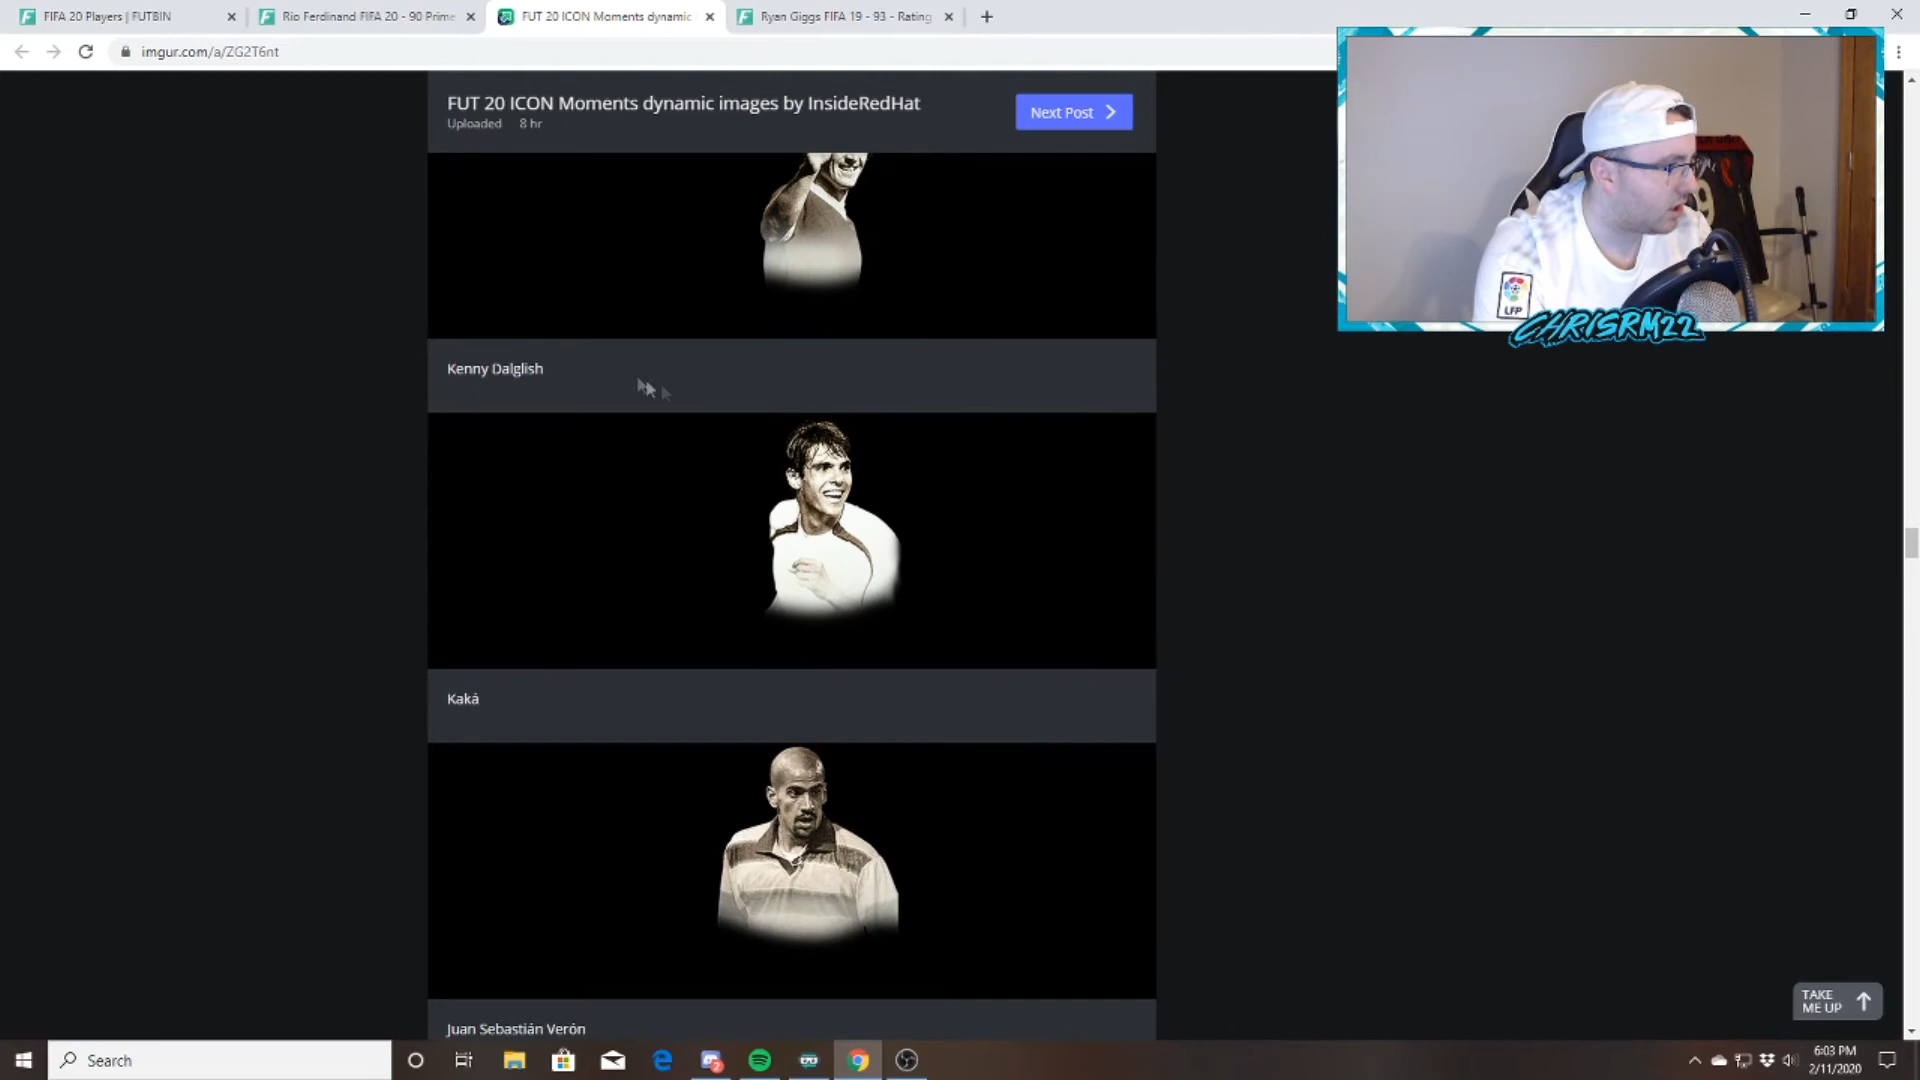 FIFA 20 Players | FUTBIN
Rio Ferdinand FIFA 20 - 90 Prime
FUT 20 ICON Moments dynamic
Ryan Giggs FIFA 19 - 93 - Rating
imgur.com/a/ZG2T6nt
FUT 20 ICON Moments dynamic images by InsideRedHat
Uploaded 8 hr
Next Post
LFP
CHRISRM22
Kenny Dalglish
Kaká
Juan Sebastián Verón
TAKE
ME UP
Search
2
6:03 PM
2/11/2020